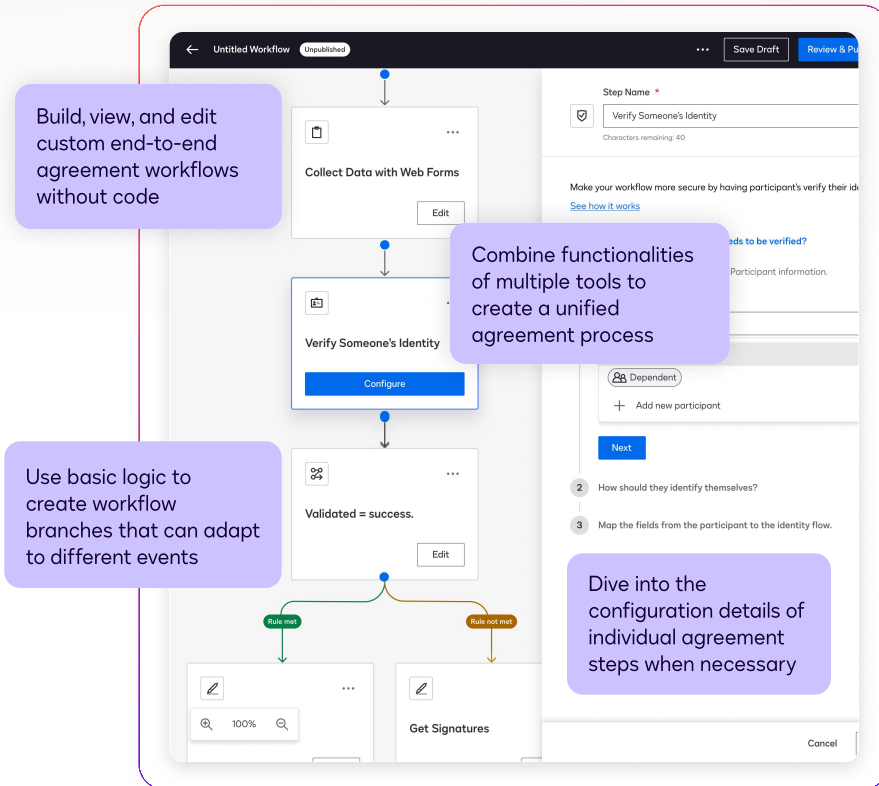 Untitled Workflow
Unpublished
Save Draft
Review & Pu
Build, view, and edit
custom end-to-end
agreement workflows
without code
Collect Data with Web Forms
Edit
Step Name *
Verify Someone's Identity
Characters remaining: 40
Make your workflow more secure by having participant's verify their ide
See how it works
eds to be verified?
Participant information.
Combine functionalities
of multiple tools to
create a unified
agreement process
Verify Someone's Identity
Configure
Dependent
Add new participant
Next
2 How should they identify themselves?
3 Map the fields from the participant to the identity flow.
Use basic logic to
create workflow
branches that can adapt
to different events
Validated = success.
Edit
Rule met
Rule not met
Dive into the
configuration details of
individual agreement
steps when necessary
100%
Get Signatures
Cancel